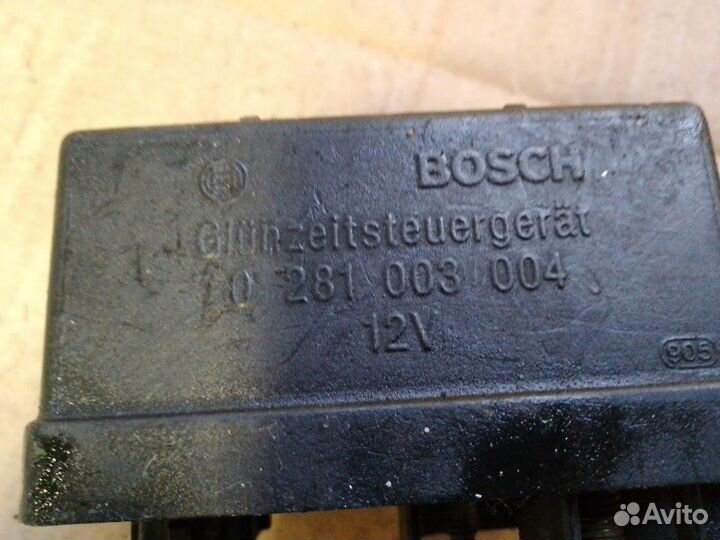 BOSCH
Glühzeitsteuergerät
0 281 003 004
12V
905
Avito